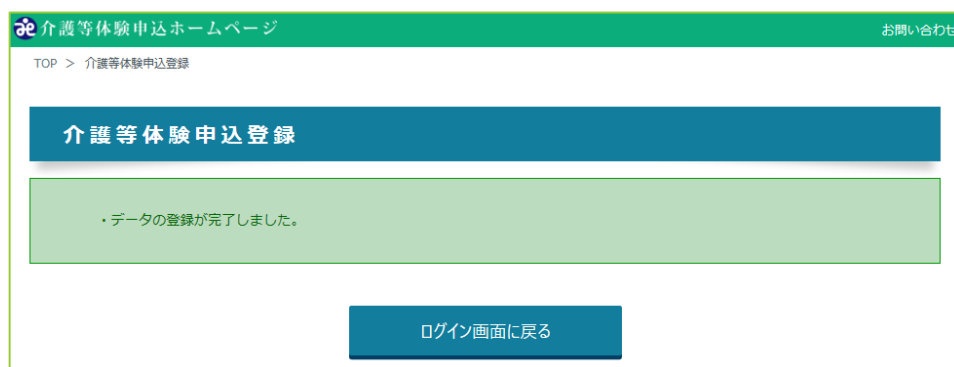 介護等体験申込ホームページ
お問い合わせ
TOP ＞ 介護等体験申込登録
介護等体験申込登録
・データの登録が完了しました。
ログイン画面に戻る